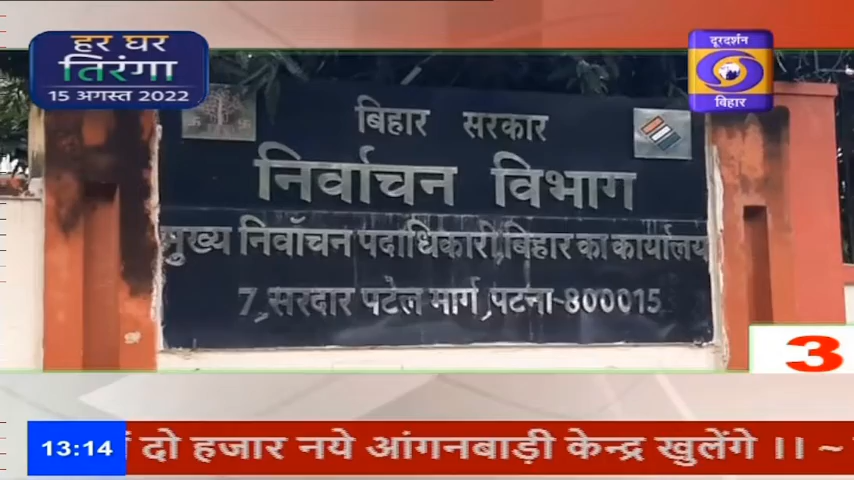 हर घर
तिरंगा
15 अगस्त 2022
दूरदर्शन
बिहार
बिहार सरकार
निर्वाचन विभाग
मुख्य निर्वाचन पदाधिकारी,बिहार का कार्यालय
7,सरदार पटेल मार्ग,पटना-800015
3
13:14
दो हजार नये आंगनबाड़ी केन्द्र खुलेंगे ।। ~